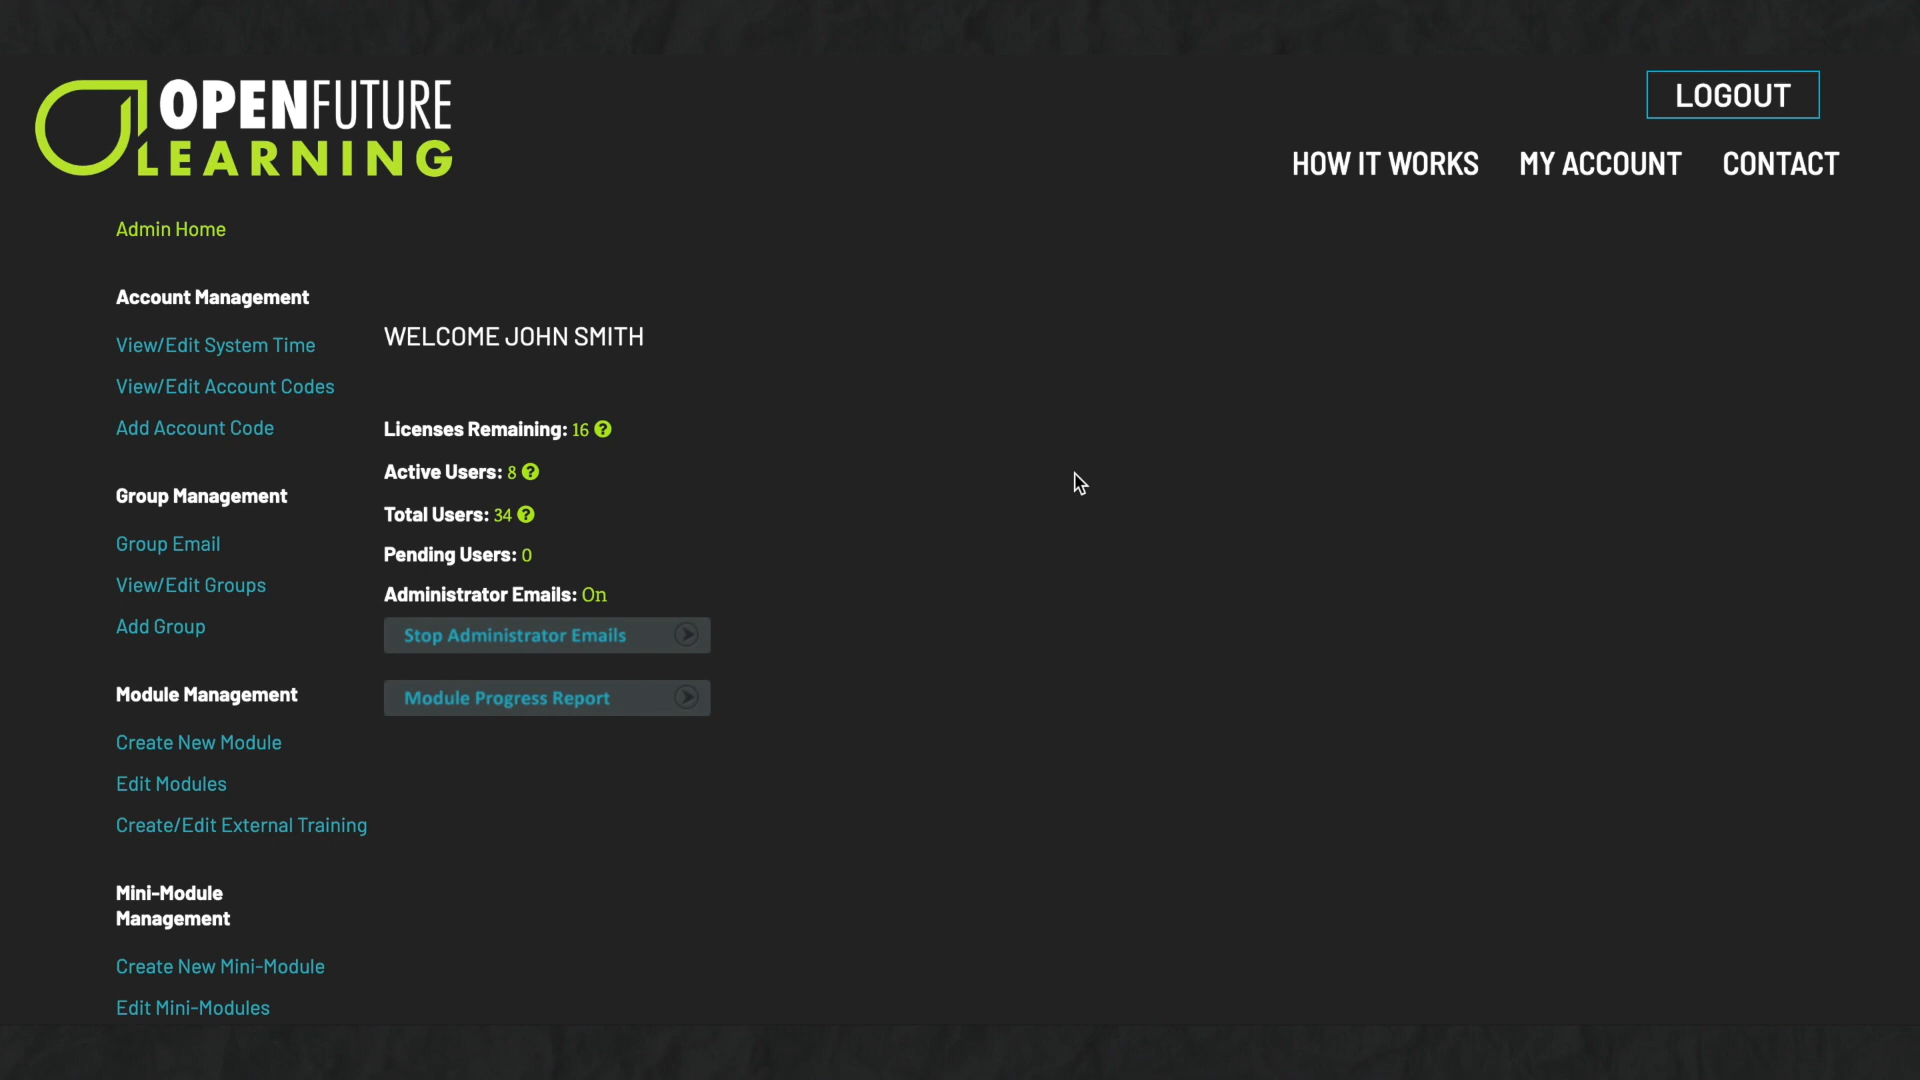 OPENFUTURE
LEARNING
LOGOUT
HOW IT WORKS MY ACCOUNT CONTACT
Admin Home
Account Management
View/Edit System Time
View/Edit Account Codes
Add Account Code
Group Management
Group Email
View/Edit Groups
Add Group
Module Management
Create New Module
Edit Modules
Create/Edit External Training
Mini-Module
Management
Create New Mini-Module
Edit Mini-Modules
WELCOME JOHN SMITH
Licenses Remaining: 16 ?
Active Users: 8 ?
Total Users: 34 ?
Pending Users: 0
Administrator Emails: On
Stop Administrator Emails
Module Progress Report